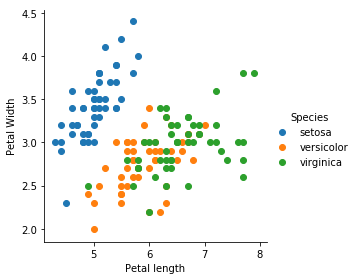 4.5
4.0
3.5
3.0
2.5
2.0
Petal Width
5
6
7
8
Petal length
Species
setosa
versicolor
virginica